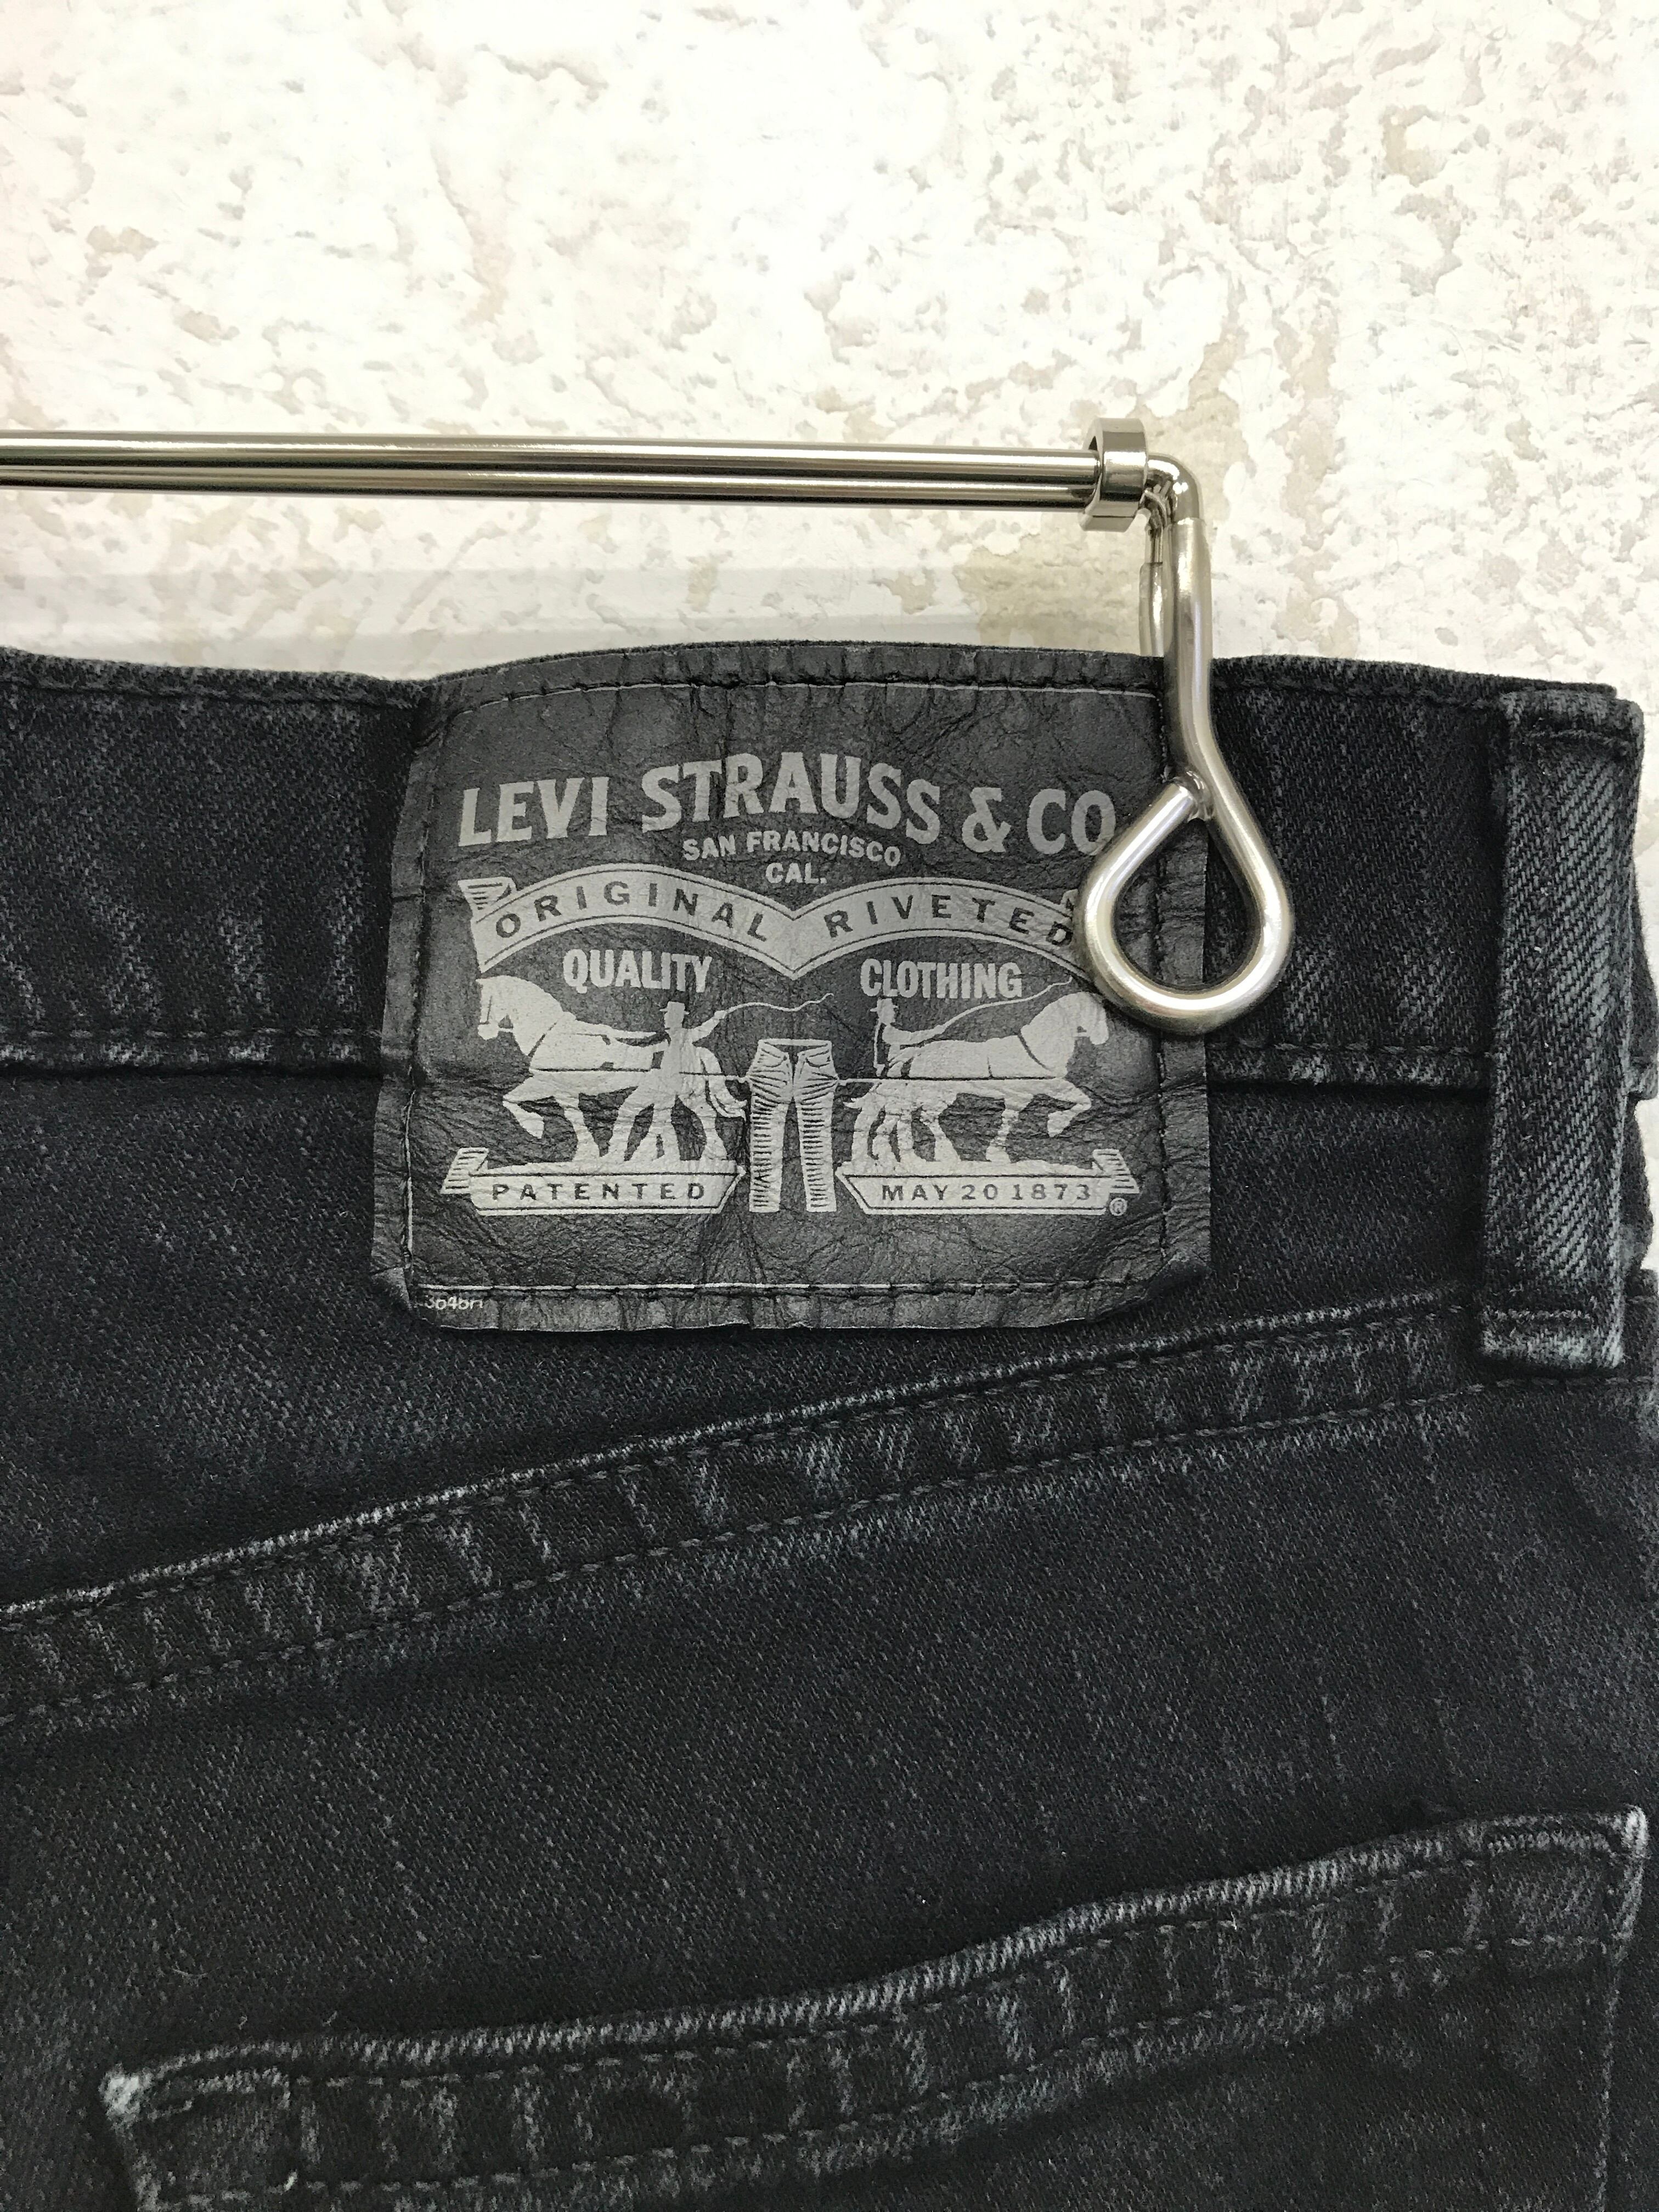 LEVI STRAUSS & CO
SAN FRANCISCO
CAL.
ORIGINAL RIVETED
QUALITY CLOTHING
PATENTED MAY 20 1873 ®